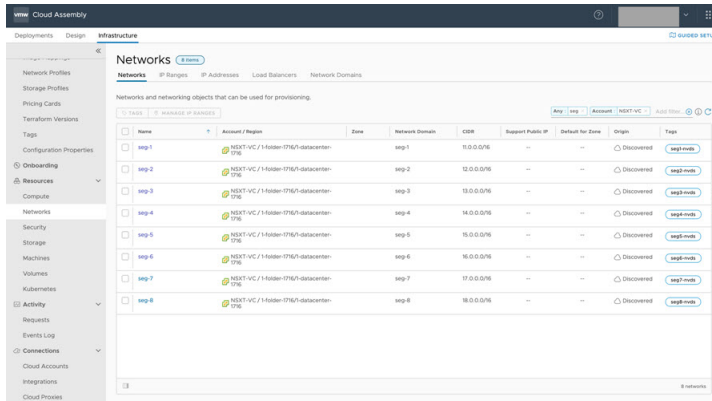 vmw Cloud Assembly
Deployments Design Infrastructure GUIDED SETU
Network Profiles
Storage Profiles
Pricing Cards
Terraform Versions
Tags
Configuration Properties
Onboarding
Resources
Compute
Networks
Security
Storage
Machines
Volumes
Kubernetes
Activity
Requests
Events Log
Connections
Cloud Accounts
Integrations
Cloud Proxies
Networks 8 items
Networks IP Ranges IP Addresses Load Balancers Network Domains
Networks and networking objects that can be used for provisioning.
TAGS MANAGE IP RANGES Any : seg × Account : NSXT-VC × Add filter...
Name Account / Region Zone Network Domain CIDR Support Public IP Default for Zone Origin Tags
seg-1 NSXT-VC / 1-folder-1716/1-datacenter-1716 seg-1 11.0.0.0/16 -- -- Discovered seg1-nvds
seg-2 NSXT-VC / 1-folder-1716/1-datacenter-1716 seg-2 12.0.0.0/16 -- -- Discovered seg2-nvds
seg-3 NSXT-VC / 1-folder-1716/1-datacenter-1716 seg-3 13.0.0.0/16 -- -- Discovered seg3-nvds
seg-4 NSXT-VC / 1-folder-1716/1-datacenter-1716 seg-4 14.0.0.0/16 -- -- Discovered seg4-nvds
seg-5 NSXT-VC / 1-folder-1716/1-datacenter-1716 seg-5 15.0.0.0/16 -- -- Discovered seg5-nvds
seg-6 NSXT-VC / 1-folder-1716/1-datacenter-1716 seg-6 16.0.0.0/16 -- -- Discovered seg6-nvds
seg-7 NSXT-VC / 1-folder-1716/1-datacenter-1716 seg-7 17.0.0.0/16 -- -- Discovered seg7-nvds
seg-8 NSXT-VC / 1-folder-1716/1-datacenter-1716 seg-8 18.0.0.0/16 -- -- Discovered seg8-nvds
8 networks